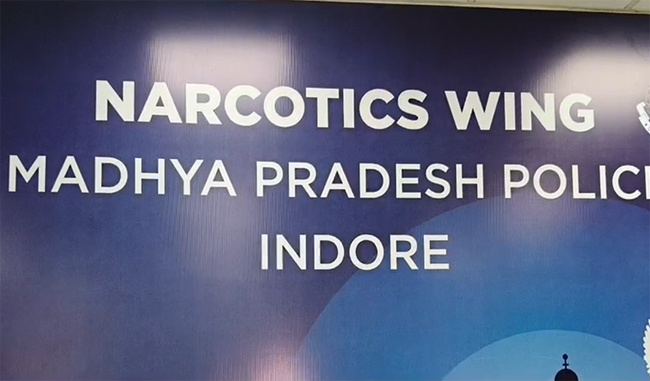 NARCOTICS WING
MADHYA PRADESH POLIC
INDORE